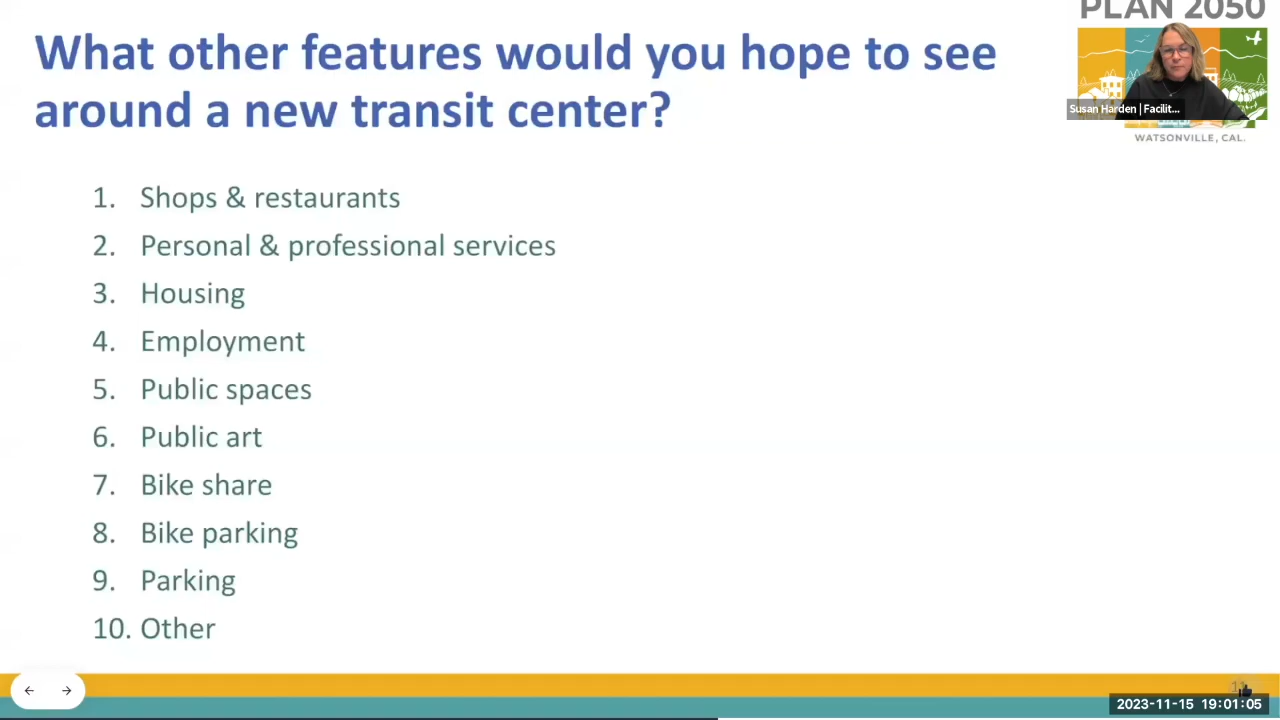 PLAN 2050
What other features would you hope to see
around a new transit center?
Susan Harden | Facilit...
WATSONVILLE, CAL.
1. Shops & restaurants
2. Personal & professional services
3. Housing
4. Employment
5. Public spaces
6. Public art
7. Bike share
8. Bike parking
9. Parking
10. Other
2023-11-15 19:01:05